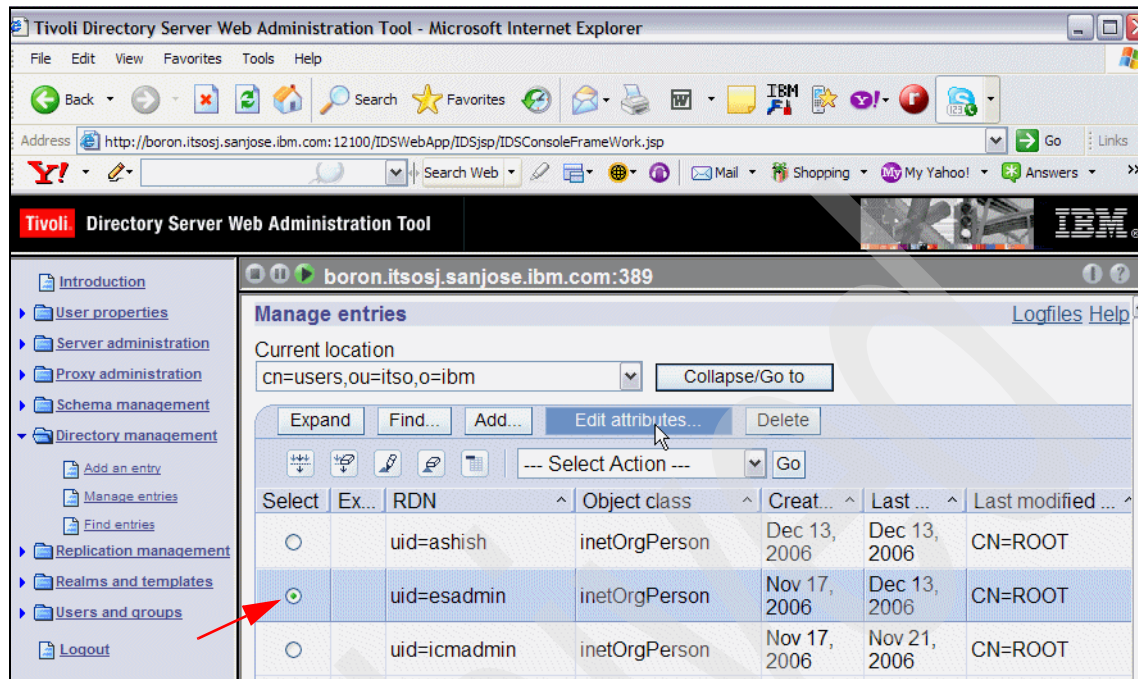 Tivoli Directory Server Web Administration Tool - Microsoft Internet Explorer
File Edit View Favorites Tools Help
Back Search Favorites IBM
Address http://boron.itsosj.sanjose.ibm.com:12100/IDSWebApp/IDSjsp/IDSConsoleFrameWork.jsp Go Links
Y! Search Web Mail Shopping My My Yahoo! Answers »
Tivoli. Directory Server Web Administration Tool IBM®
Introduction
User properties
Server administration
Proxy administration
Schema management
Directory management
Add an entry
Manage entries
Find entries
Replication management
Realms and templates
Users and groups
Logout
boron.itsosj.sanjose.ibm.com:389
Manage entries Logfiles Help
Current location
cn=users,ou=itso,o=ibm Collapse/Go to
Expand Find... Add... Edit attributes... Delete
--- Select Action --- Go
Select Ex... RDN Object class Creat... Last ... Last modified ...
uid=ashish inetOrgPerson Dec 13, 2006 Dec 13, 2006 CN=ROOT
uid=esadmin inetOrgPerson Nov 17, 2006 Dec 13, 2006 CN=ROOT
uid=icmadmin inetOrgPerson Nov 17, 2006 Nov 21, 2006 CN=ROOT